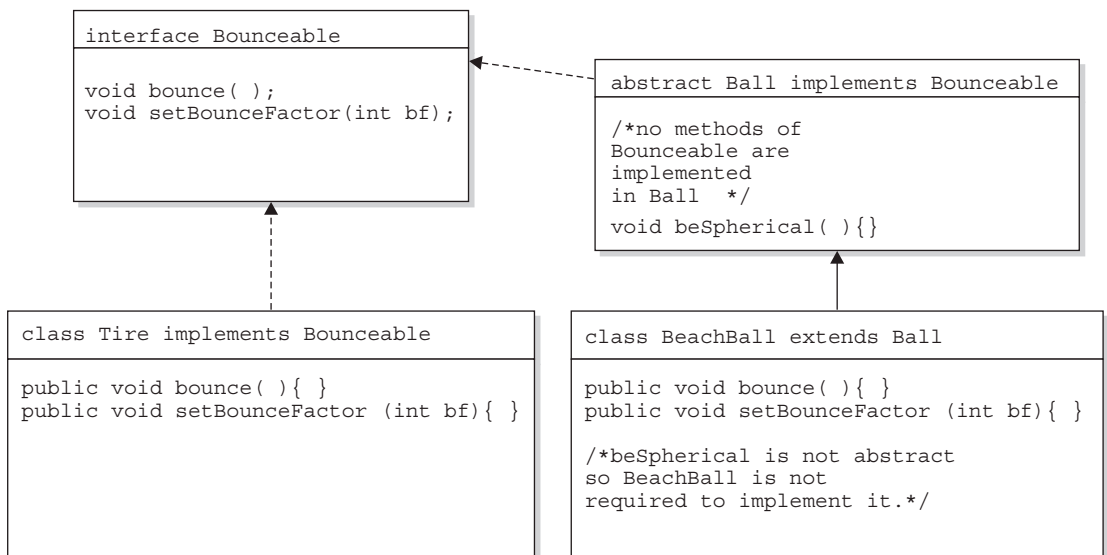 interface Bounceable
void bounce( );
void setBounceFactor(int bf);
abstract Ball implements Bounceable
/*no methods of
Bounceable are
implemented
in Ball */
void beSpherical( ){}
class Tire implements Bounceable
public void bounce( ){ }
public void setBounceFactor (int bf){ }
class BeachBall extends Ball
public void bounce( ){ }
public void setBounceFactor (int bf){ }
/*beSpherical is not abstract
so BeachBall is not
required to implement it.*/